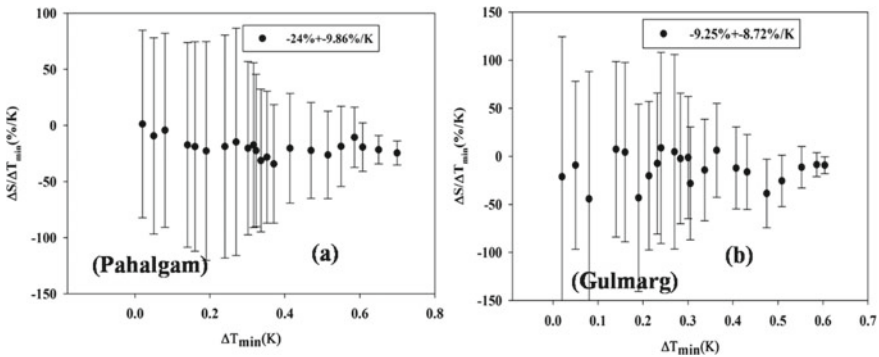 100
50
0
-50
-100
-150
ΔS/ΔTmin(%/K)
-24%+-9.86%/K
(Pahalgam)
(a)
0.0 0.2 0.4 0.6 0.8
ΔTmin(K)
150
100
50
0
-50
-100
-150
ΔS/ΔTmin(%/K)
-9.25%+-8.72%/K
(Gulmarg)
(b)
0.0 0.1 0.2 0.3 0.4 0.5 0.6 0.7
ΔTmin(K)